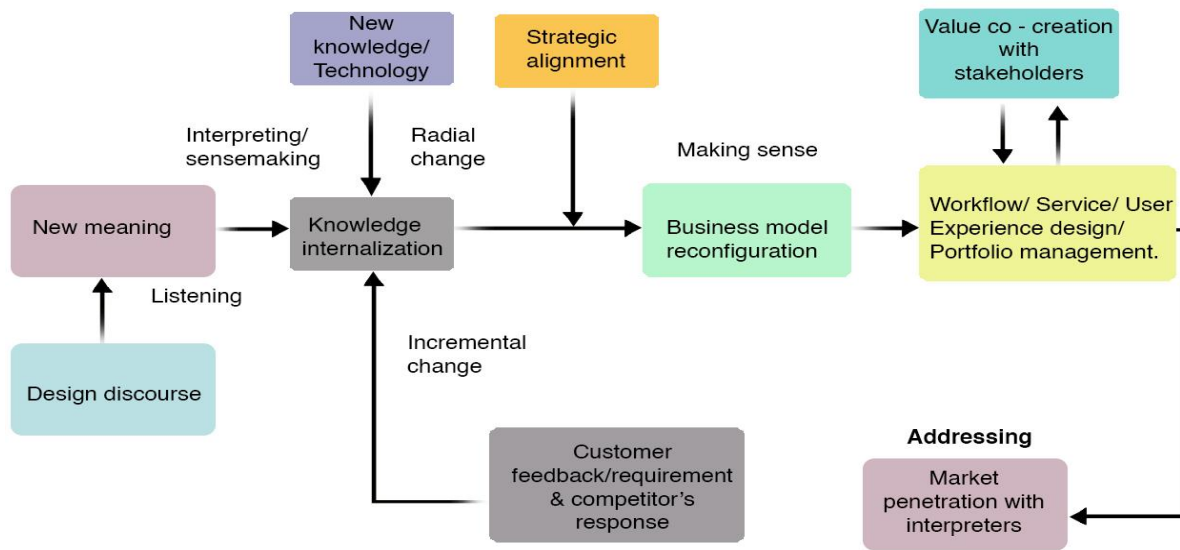 New
knowledge/
Technology
Strategic
alignment
Value co - creation
with
stakeholders
Interpreting/
sensemaking
Radial
change
Making sense
New meaning
Knowledge
internalization
Business model
reconfiguration
Workflow/ Service/ User
Experience design/
Portfolio management.
Listening
Incremental
change
Design discourse
Customer
feedback/requirement
& competitor's
response
Addressing
Market
penetration with
interpreters